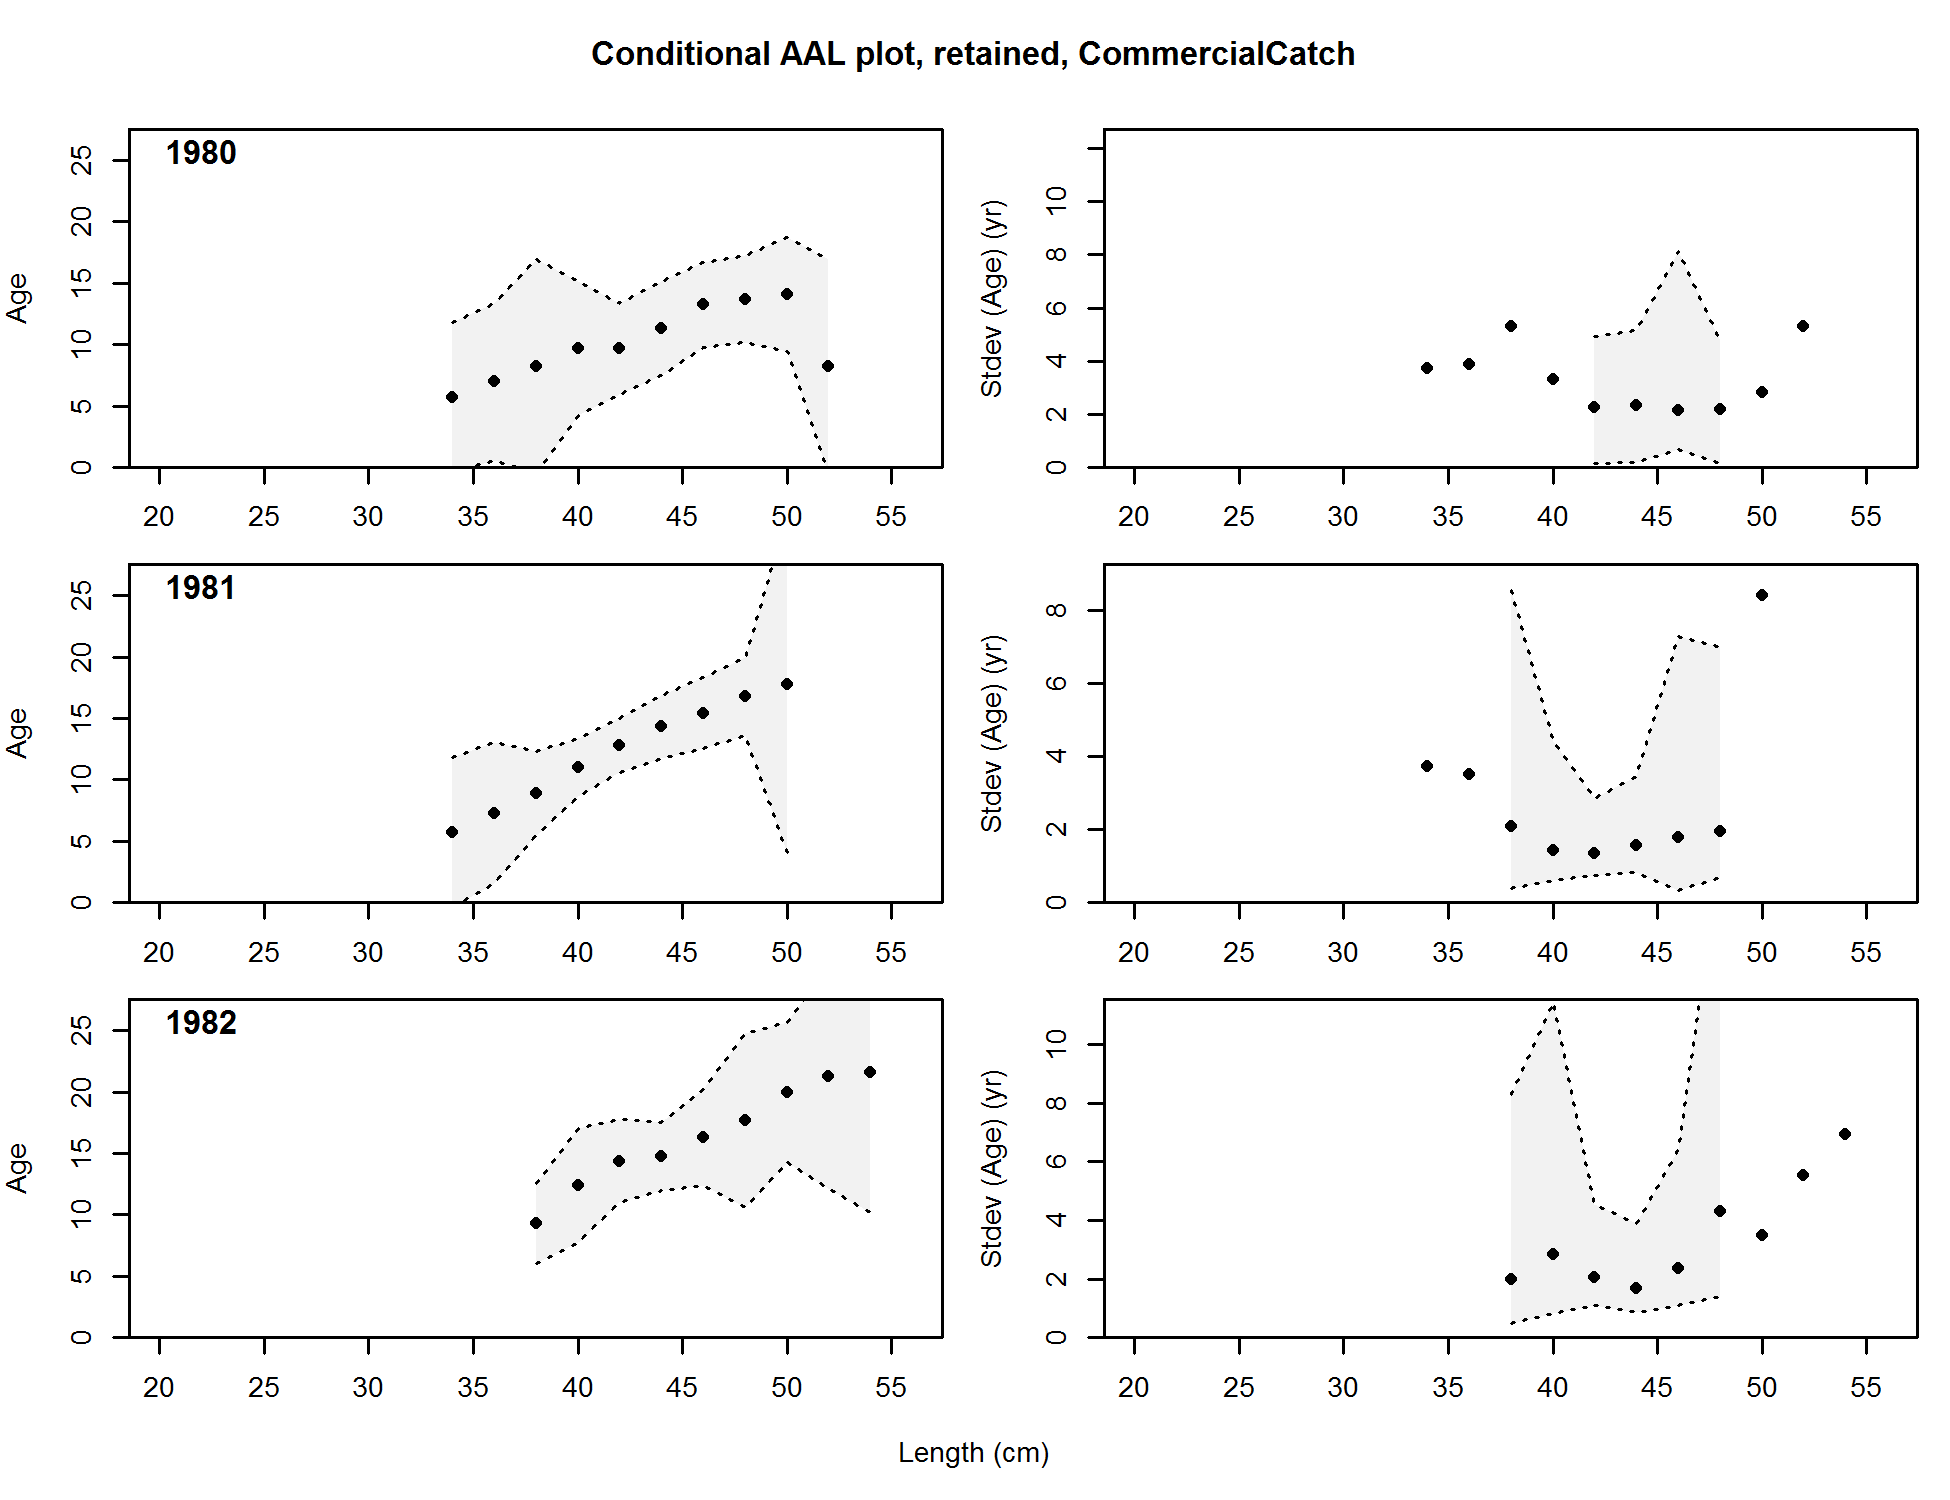 Conditional AAL plot, retained, CommercialCatch
1980
Age
0 5 10 15 20 25
20 25 30 35 40 45 50 55
Stdev (Age) (yr)
0 2 4 6 8 10
20 25 30 35 40 45 50 55
1981
Age
0 5 10 15 20 25
20 25 30 35 40 45 50 55
Stdev (Age) (yr)
0 2 4 6 8
20 25 30 35 40 45 50 55
1982
Age
0 5 10 15 20 25
20 25 30 35 40 45 50 55
Stdev (Age) (yr)
0 2 4 6 8 10
20 25 30 35 40 45 50 55
Length (cm)